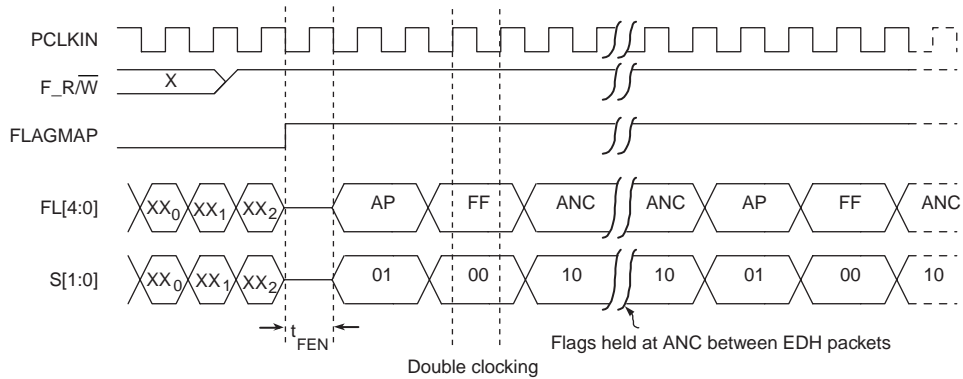 PCLKIN
F_R/W X
FLAGMAP
FL[4:0] XX0 XX1 XX2 AP FF ANC ANC AP FF ANC
S[1:0] XX0 XX1 XX2 01 00 10 10 01 00 10
tFEN
Flags held at ANC between EDH packets
Double clocking